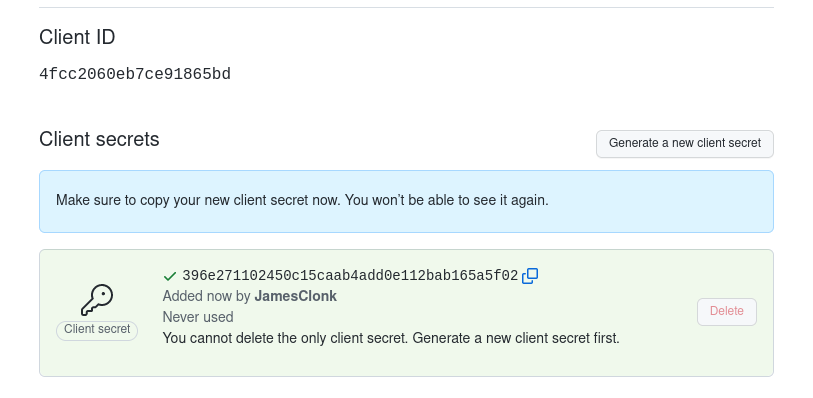 Client ID
4fcc2060eb7ce91865bd
Client secrets
Generate a new client secret
Make sure to copy your new client secret now. You won’t be able to see it again.
396e271102450c15caab4add0e112bab165a5f02
Added now by JamesClonk
Never used
You cannot delete the only client secret. Generate a new client secret first.
Client secret
Delete